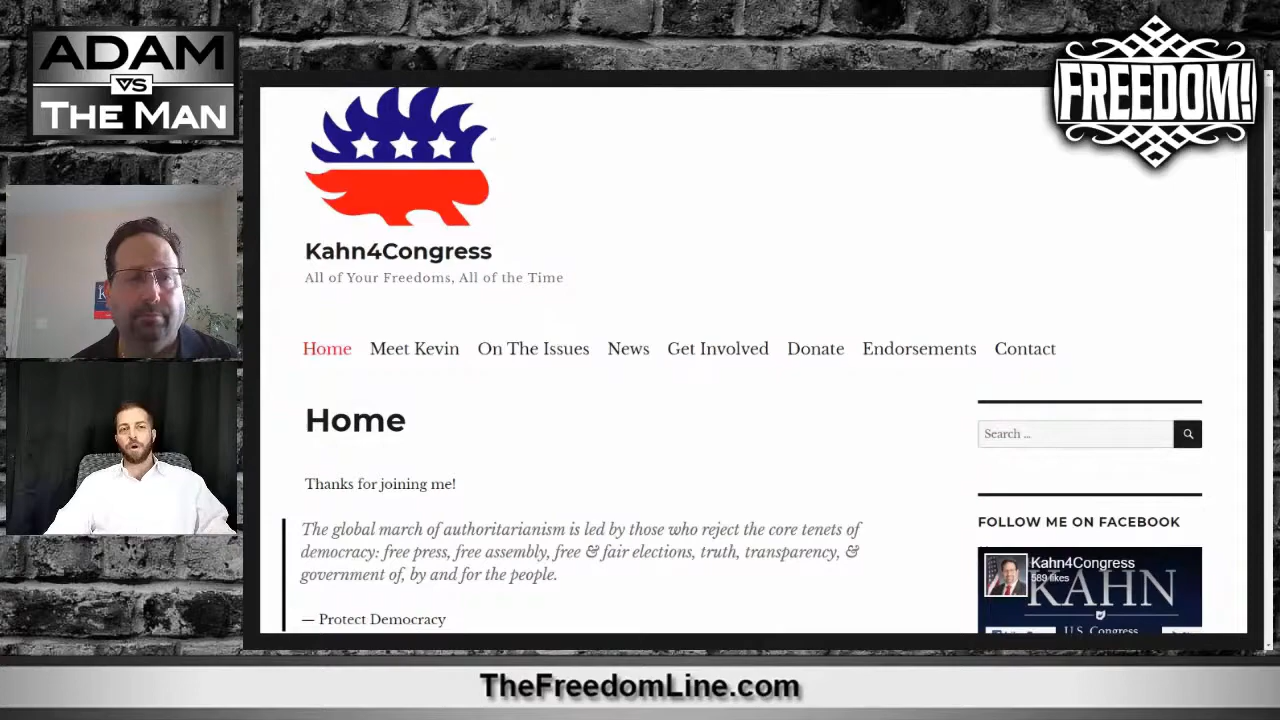 ADAM
VS
THE MAN
FREEDOM!
Kahn4Congress
All of Your Freedoms, All of the Time
Home Meet Kevin On The Issues News Get Involved Donate Endorsements Contact
Home
Search …
Thanks for joining me!
FOLLOW ME ON FACEBOOK
The global march of authoritarianism is led by those who reject the core tenets of
democracy: free press, free assembly, free & fair elections, truth, transparency, &
government of, by and for the people.
— Protect Democracy
Kahn4Congress
589 likes
KAHN
U.S. Congress
TheFreedomLine.com